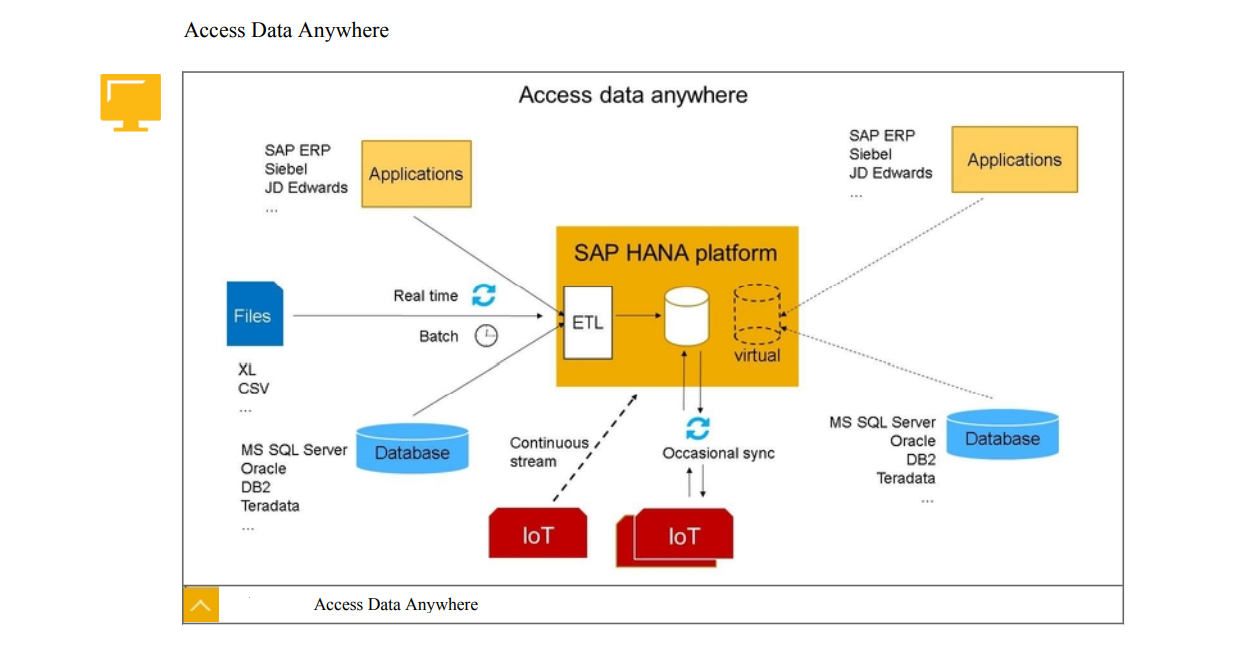 Access Data Anywhere
Access data anywhere
SAP ERP
Siebel
JD Edwards
...
Applications
SAP ERP
Siebel
JD Edwards
...
Applications
SAP HANA platform
Files
Real time
Batch
ETL
virtual
XL
CSV
...
MS SQL Server
Oracle
DB2
Teradata
...
Database
Continuous
stream
Occasional sync
MS SQL Server
Oracle
DB2
Teradata
...
Database
IoT
IoT
Access Data Anywhere